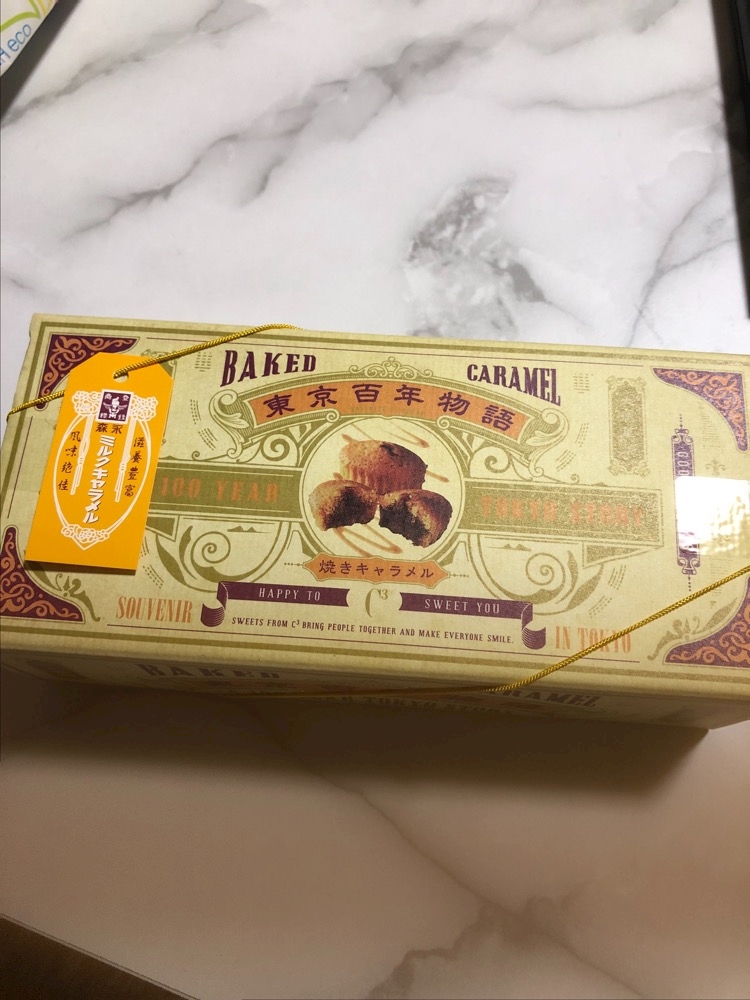 eco
BAKED CARAMEL
東京百年物語
100 YEAR TOKYO STORY
焼きキャラメル
HAPPY TO C³ SWEET YOU
SOUVENIR IN TOKYO
SWEETS FROM C³ BRING PEOPLE TOGETHER AND MAKE EVERYONE SMILE.
森永
ミルクキャラメル
滋養豊富
風味絶佳
BAKED CARAMEL